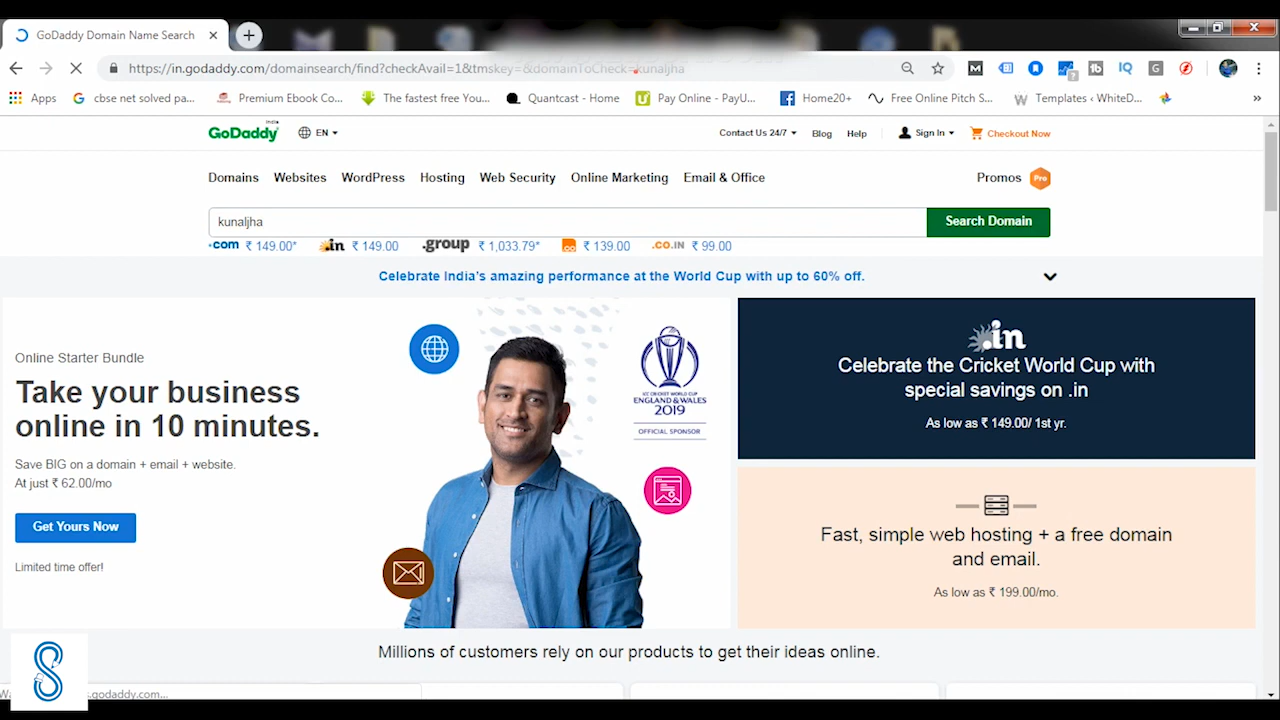 GoDaddy Domain Name Search
https://in.godaddy.com/domainsearch/find?checkAvail=1&tmskey=&domainToCheck=kunaljha
Apps cbse net solved pa... Premium Ebook Co... The fastest free You... Quantcast - Home Pay Online - PayU... Home20+ Free Online Pitch S... Templates ‹ WhiteD... »
GoDaddy India EN Contact Us 24/7 Blog Help Sign In Checkout Now
Domains Websites WordPress Hosting Web Security Online Marketing Email & Office Promos Pro
kunaljha Search Domain
.com ₹ 149.00* .in ₹ 149.00 .group ₹ 1,033.79* ₹ 139.00 .co.in ₹ 99.00
Celebrate India's amazing performance at the World Cup with up to 60% off.
Online Starter Bundle
Take your business
online in 10 minutes.
Save BIG on a domain + email + website.
At just ₹ 62.00/mo
Get Yours Now
Limited time offer!
ICC CRICKET WORLD CUP
ENGLAND & WALES
2019
OFFICIAL SPONSOR
.in
Celebrate the Cricket World Cup with
special savings on .in
As low as ₹ 149.00/ 1st yr.
Fast, simple web hosting + a free domain
and email.
As low as ₹ 199.00/mo.
Millions of customers rely on our products to get their ideas online.
s.godaddy.com...